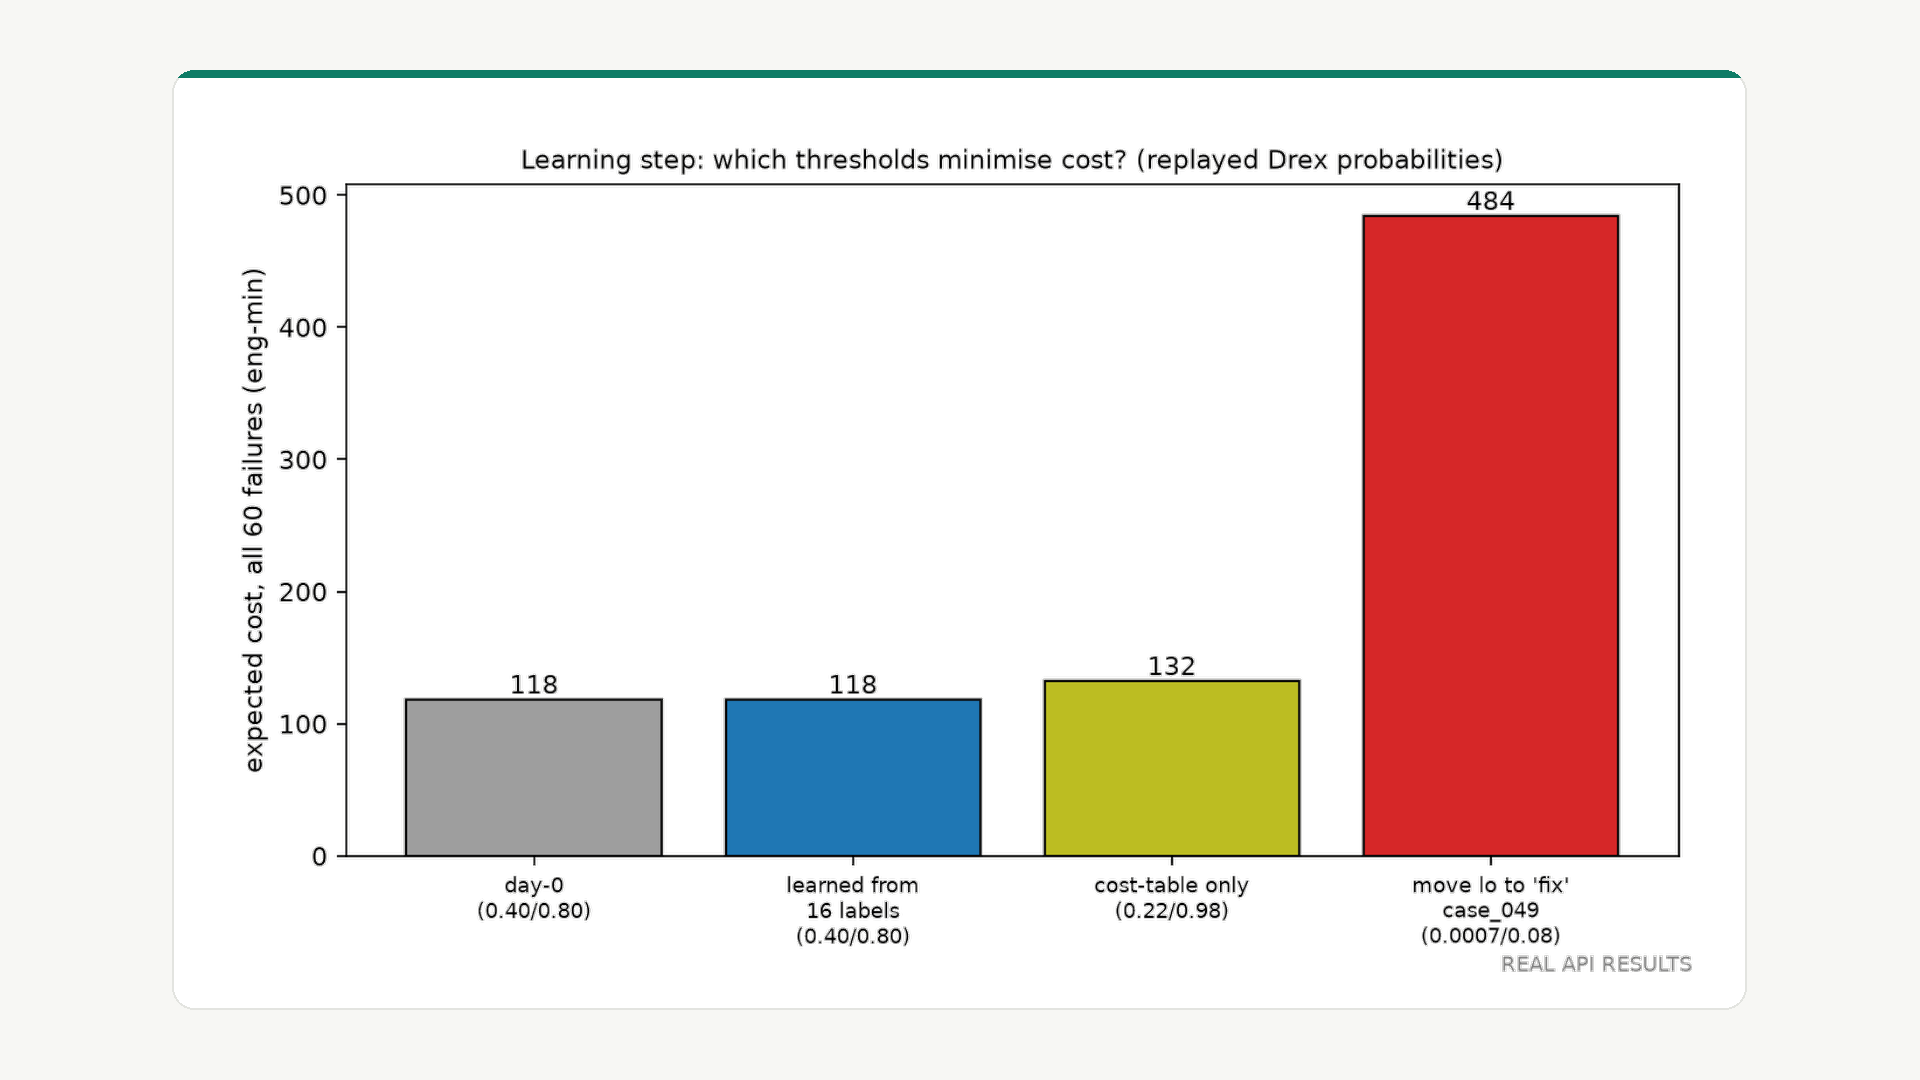 Learning step: which thresholds minimise cost? (replayed Drex probabilities)
expected cost, all 60 failures (eng-min)
500
400
300
200
100
0
118
118
132
484
day-0
(0.40/0.80)
learned from
16 labels
(0.40/0.80)
cost-table only
(0.22/0.98)
move lo to 'fix'
case_049
(0.0007/0.08)
REAL API RESULTS